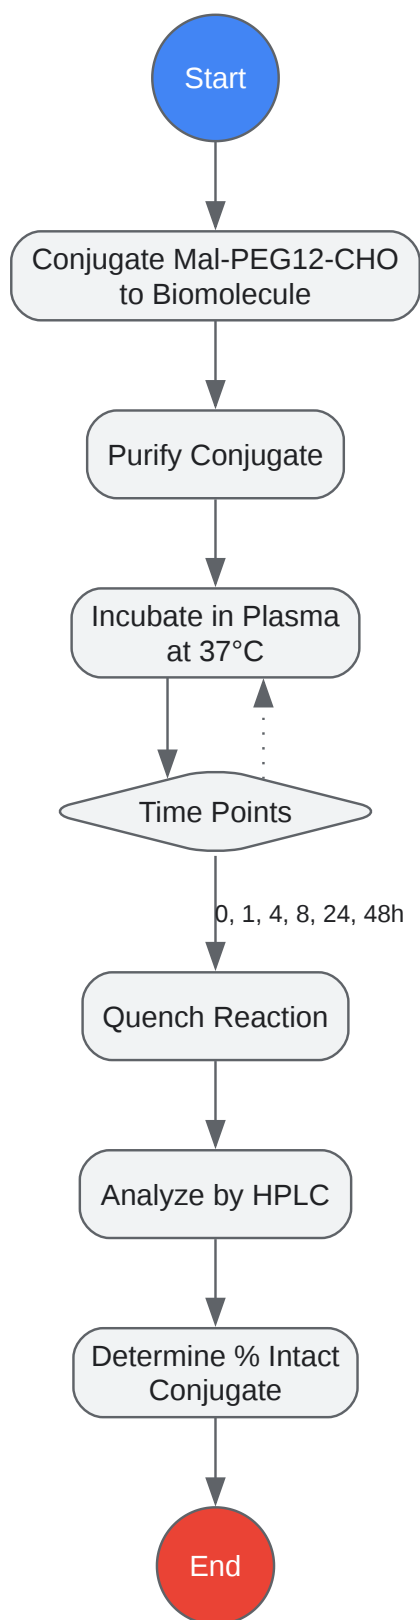 Start
Conjugate Mal-PEG12-CHO
to Biomolecule
Purify Conjugate
Incubate in Plasma
at 37°C
Time Points
0, 1, 4, 8, 24, 48h
Quench Reaction
Analyze by HPLC
Determine % Intact
Conjugate
End